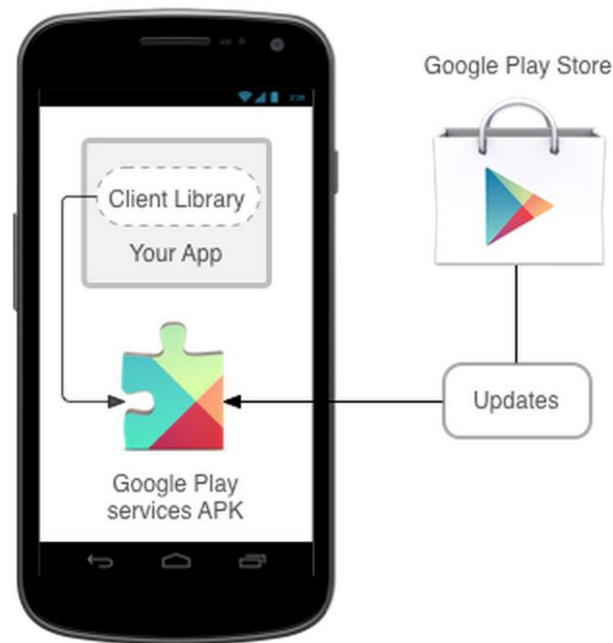 Google Play Store
Client Library
Your App
Updates
Google Play
services APK